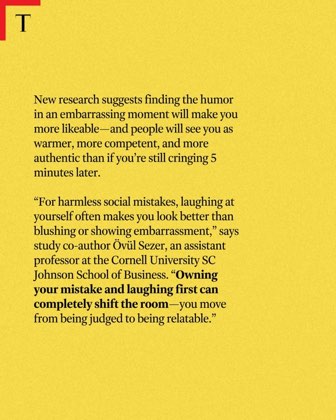 T
New research suggests finding the humor
in an embarrassing moment will make you
more likeable—and people will see you as
warmer, more competent, and more
authentic than if you’re still cringing 5
minutes later.
“For harmless social mistakes, laughing at
yourself often makes you look better than
blushing or showing embarrassment,” says
study co-author Övül Sezer, an assistant
professor at the Cornell University SC
Johnson School of Business. “Owning
your mistake and laughing first can
completely shift the room—you move
from being judged to being relatable.”